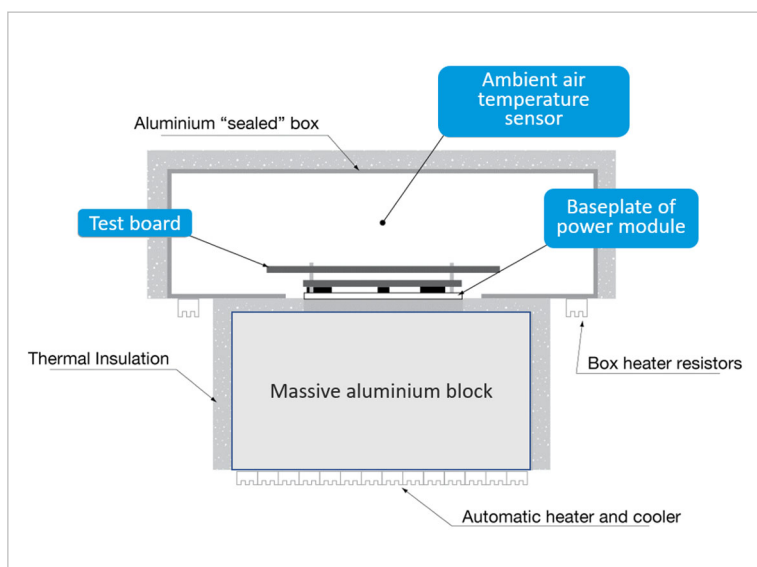 Ambient air
temperature
sensor
Aluminium “sealed” box
Test board
Baseplate of
power module
Thermal Insulation
Box heater resistors
Massive aluminium block
Automatic heater and cooler